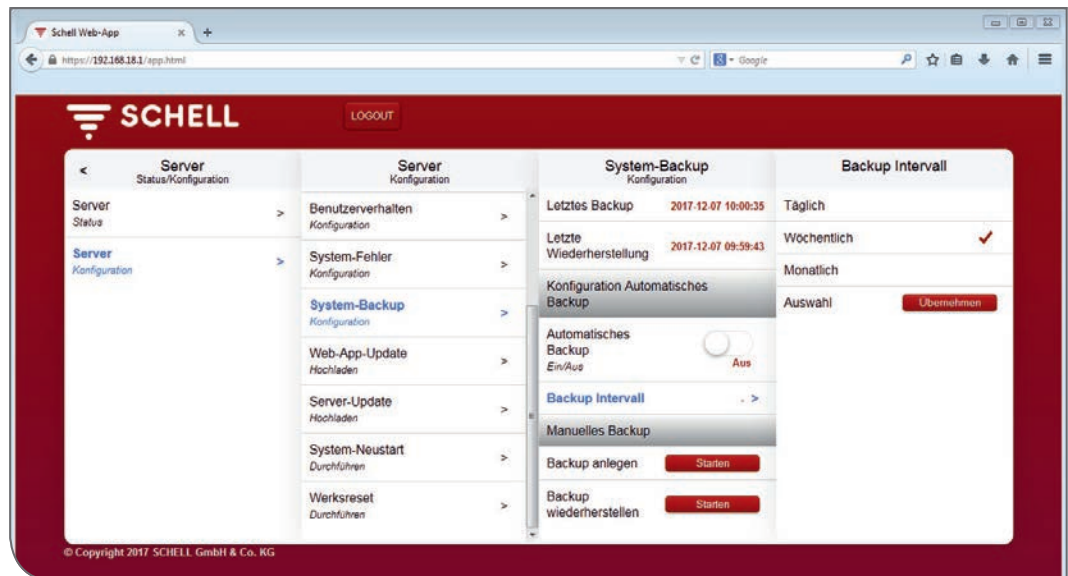 Schell Web-App
https://192.168.18.1/app.html
Google
SCHELL
LOGOUT
Server
Status/Konfiguration
Server
Status
Server
Konfiguration
Server
Konfiguration
Benutzerverhalten
Konfiguration
System-Fehler
Konfiguration
System-Backup
Konfiguration
Web-App-Update
Hochladen
Server-Update
Hochladen
System-Neustart
Durchführen
Werksreset
Durchführen
System-Backup
Konfiguration
Letztes Backup 2017-12-07 10:00:35
Letzte
Wiederherstellung 2017-12-07 09:59:43
Konfiguration Automatisches
Backup
Automatisches
Backup
Ein/Aus
Aus
Backup Intervall . >
Manuelles Backup
Backup anlegen Starten
Backup
wiederherstellen Starten
Backup Intervall
Täglich
Wöchentlich
Monatlich
Auswahl Übernehmen
© Copyright 2017 SCHELL GmbH & Co. KG